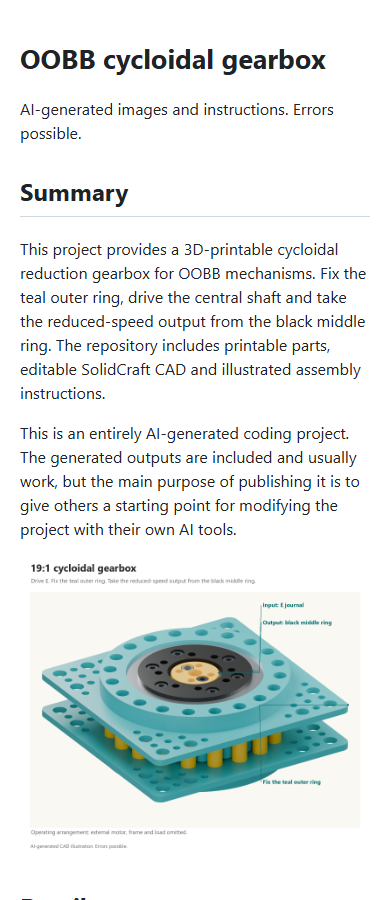 OOBB cycloidal gearbox
AI-generated images and instructions. Errors
possible.
Summary
This project provides a 3D-printable cycloidal
reduction gearbox for OOBB mechanisms. Fix the
teal outer ring, drive the central shaft and take
the reduced-speed output from the black middle
ring. The repository includes printable parts,
editable SolidCraft CAD and illustrated assembly
instructions.
This is an entirely AI-generated coding project.
The generated outputs are included and usually
work, but the main purpose of publishing it is to
give others a starting point for modifying the
project with their own AI tools.
19:1 cycloidal gearbox
Drive E. Fix the teal outer ring. Take the reduced-speed output from the black middle ring.
Input: E journal
Output: black middle ring
Fix the teal outer ring
Operating arrangement: external motor, frame and load omitted.
AI-generated CAD illustration. Errors possible.